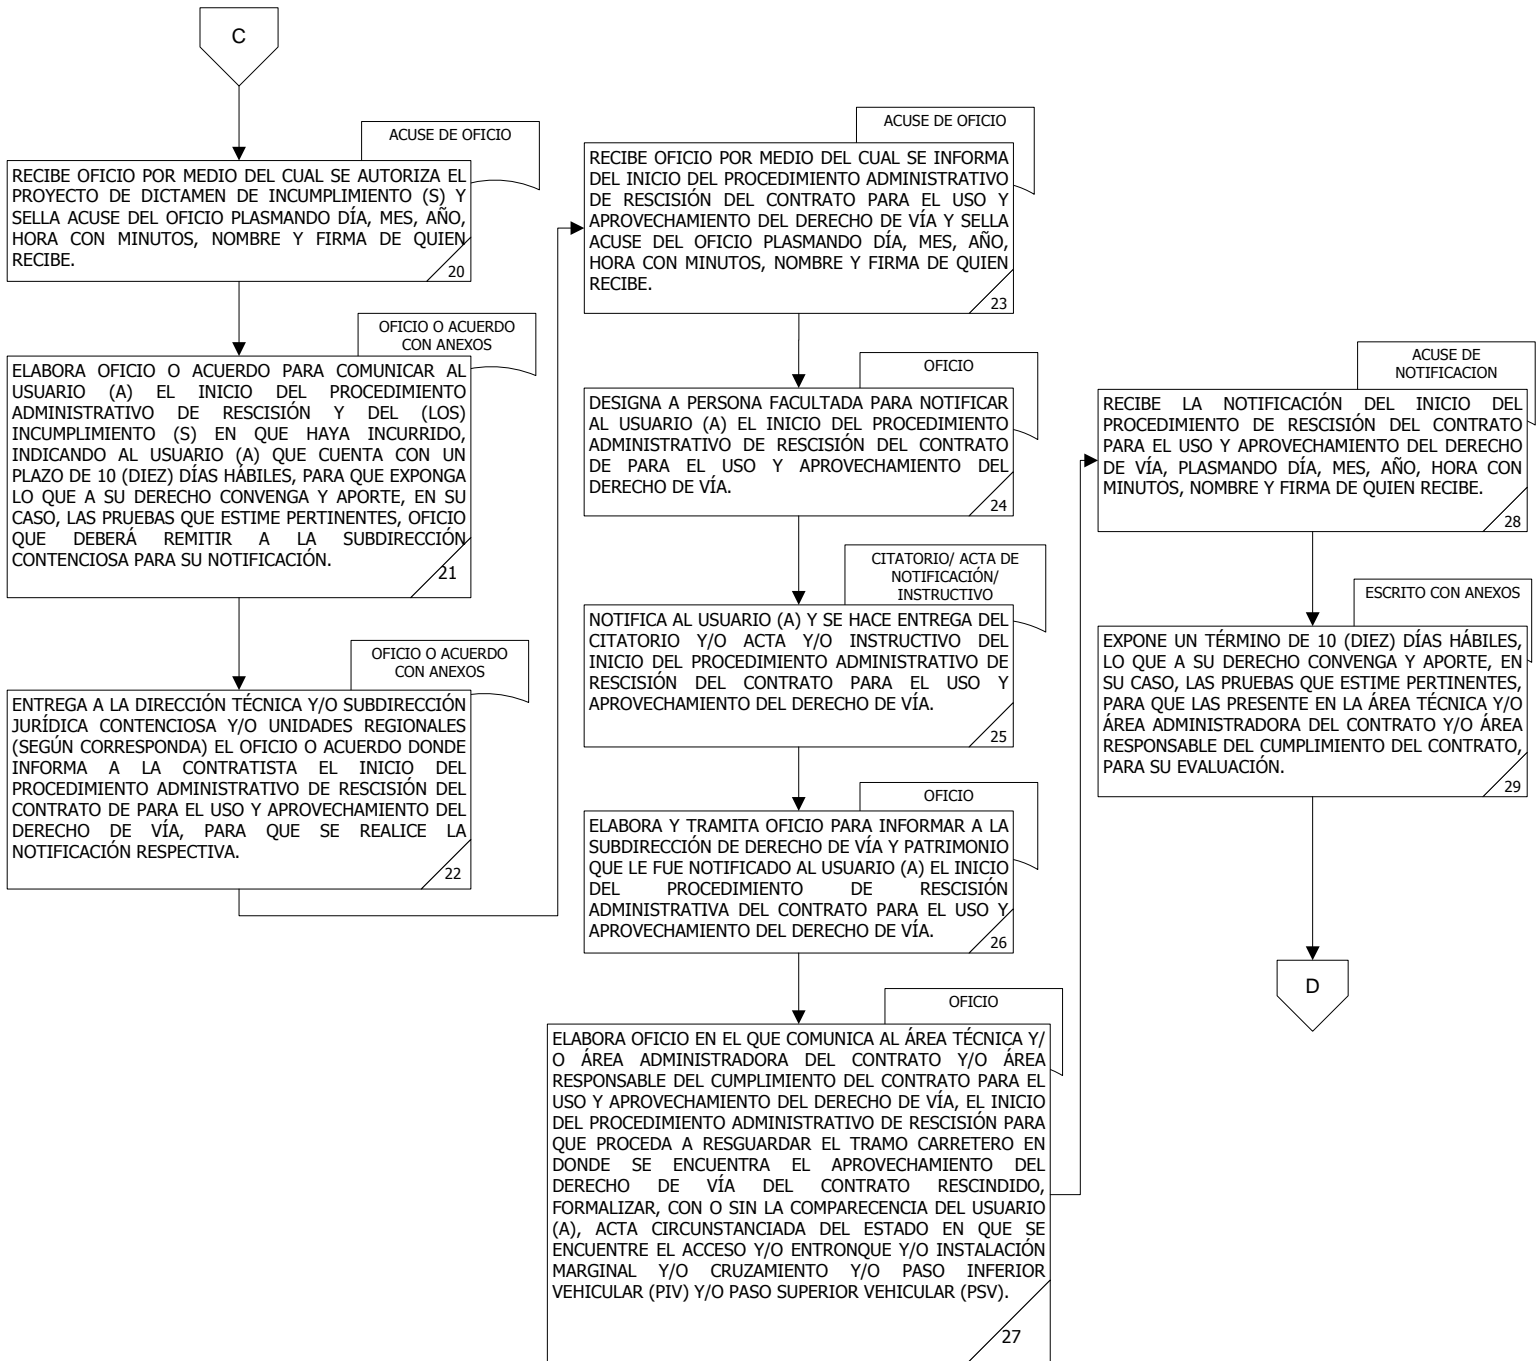 C
ACUSE DE OFICIO
RECIBE OFICIO POR MEDIO DEL CUAL SE AUTORIZA EL
PROYECTO DE DICTAMEN DE INCUMPLIMIENTO (S) Y
SELLA ACUSE DEL OFICIO PLASMANDO DÍA, MES, AÑO,
HORA CON MINUTOS, NOMBRE Y FIRMA DE QUIEN
RECIBE.
20
OFICIO O ACUERDO
CON ANEXOS
ELABORA OFICIO O ACUERDO PARA COMUNICAR AL
USUARIO (A) EL INICIO DEL PROCEDIMIENTO
ADMINISTRATIVO DE RESCISIÓN Y DEL (LOS)
INCUMPLIMIENTO (S) EN QUE HAYA INCURRIDO,
INDICANDO AL USUARIO (A) QUE CUENTA CON UN
PLAZO DE 10 (DIEZ) DÍAS HÁBILES, PARA QUE EXPONGA
LO QUE A SU DERECHO CONVENGA Y APORTE, EN SU
CASO, LAS PRUEBAS QUE ESTIME PERTINENTES, OFICIO
QUE DEBERÁ REMITIR A LA SUBDIRECCIÓN
CONTENCIOSA PARA SU NOTIFICACIÓN.
21
OFICIO O ACUERDO
CON ANEXOS
ENTREGA A LA DIRECCIÓN TÉCNICA Y/O SUBDIRECCIÓN
JURÍDICA CONTENCIOSA Y/O UNIDADES REGIONALES
(SEGÚN CORRESPONDA) EL OFICIO O ACUERDO DONDE
INFORMA A LA CONTRATISTA EL INICIO DEL
PROCEDIMIENTO ADMINISTRATIVO DE RESCISIÓN DEL
CONTRATO DE PARA EL USO Y APROVECHAMIENTO DEL
DERECHO DE VÍA, PARA QUE SE REALICE LA
NOTIFICACIÓN RESPECTIVA.
22
ACUSE DE OFICIO
RECIBE OFICIO POR MEDIO DEL CUAL SE INFORMA
DEL INICIO DEL PROCEDIMIENTO ADMINISTRATIVO
DE RESCISIÓN DEL CONTRATO PARA EL USO Y
Y APROVECHAMIENTO DEL DERECHO DE VÍA Y SELLA
ACUSE DEL OFICIO PLASMANDO DÍA, MES, AÑO,
HORA CON MINUTOS, NOMBRE Y FIRMA DE QUIEN
RECIBE.
23
OFICIO
DESIGNA A PERSONA FACULTADA PARA NOTIFICAR
AL USUARIO (A) EL INICIO DEL PROCEDIMIENTO
ADMINISTRATIVO DE RESCISIÓN DEL CONTRATO
DE PARA EL USO Y APROVECHAMIENTO DEL
DERECHO DE VÍA.
24
CITATORIO/ ACTA DE
NOTIFICACIÓN/
INSTRUCTIVO
NOTIFICA AL USUARIO (A) Y SE HACE ENTREGA DEL
CITATORIO Y/O ACTA Y/O INSTRUCTIVO DEL
INICIO DEL PROCEDIMIENTO ADMINISTRATIVO DE
RESCISIÓN DEL CONTRATO PARA EL USO Y
APROVECHAMIENTO DEL DERECHO DE VÍA.
25
OFICIO
ELABORA Y TRAMITA OFICIO PARA INFORMAR A LA
SUBDIRECCIÓN DE DERECHO DE VÍA Y PATRIMONIO
QUE LE FUE NOTIFICADO AL USUARIO (A) EL INICIO
DEL PROCEDIMIENTO DE RESCISIÓN
ADMINISTRATIVA DEL CONTRATO PARA EL USO Y
APROVECHAMIENTO DEL DERECHO DE VÍA.
26
OFICIO
ELABORA OFICIO EN EL QUE COMUNICA AL ÁREA TÉCNICA Y/
O ÁREA ADMINISTRADORA DEL CONTRATO Y/O ÁREA
RESPONSABLE DEL CUMPLIMIENTO DEL CONTRATO PARA EL
USO Y APROVECHAMIENTO DEL DERECHO DE VÍA, EL INICIO
DEL PROCEDIMIENTO ADMINISTRATIVO DE RESCISIÓN PARA
QUE PROCEDA A RESGUARDAR EL TRAMO CARRETERO EN
DONDE SE ENCUENTRA EL APROVECHAMIENTO DEL
DERECHO DE VÍA DEL CONTRATO RESCINDIDO,
FORMALIZAR, CON O SIN LA COMPARECENCIA DEL USUARIO
(A), ACTA CIRCUNSTANCIADA DEL ESTADO EN QUE SE
ENCUENTRE EL ACCESO Y/O ENTRONQUE Y/O INSTALACIÓN
MARGINAL Y/O CRUZAMIENTO Y/O PASO INFERIOR
VEHICULAR (PIV) Y/O PASO SUPERIOR VEHICULAR (PSV).
27
ACUSE DE
NOTIFICACION
RECIBE LA NOTIFICACIÓN DEL INICIO DEL
PROCEDIMIENTO DE RESCISIÓN DEL CONTRATO
PARA EL USO Y APROVECHAMIENTO DEL DERECHO
DE VÍA, PLASMANDO DÍA, MES, AÑO, HORA CON
MINUTOS, NOMBRE Y FIRMA DE QUIEN RECIBE.
28
ESCRITO CON ANEXOS
EXPONE UN TÉRMINO DE 10 (DIEZ) DÍAS HÁBILES,
LO QUE A SU DERECHO CONVENGA Y APORTE, EN
SU CASO, LAS PRUEBAS QUE ESTIME PERTINENTES,
PARA QUE LAS PRESENTE EN LA ÁREA TÉCNICA Y/O
ÁREA ADMINISTRADORA DEL CONTRATO Y/O ÁREA
RESPONSABLE DEL CUMPLIMIENTO DEL CONTRATO,
PARA SU EVALUACIÓN.
29
D